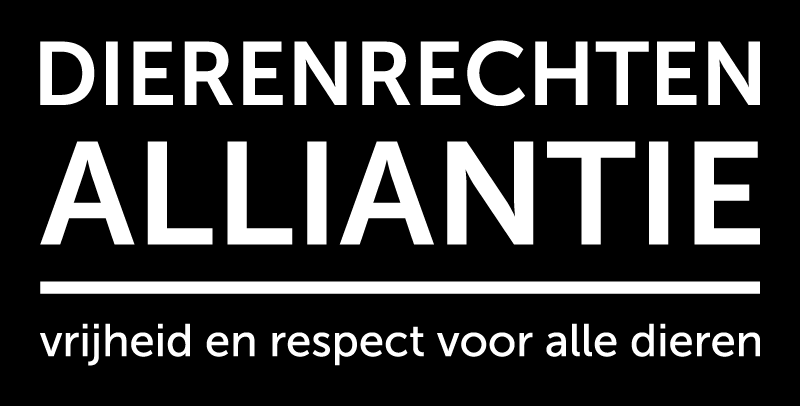 DIERENRECHTEN
ALLIANTIE
vrijheid en respect voor alle dieren